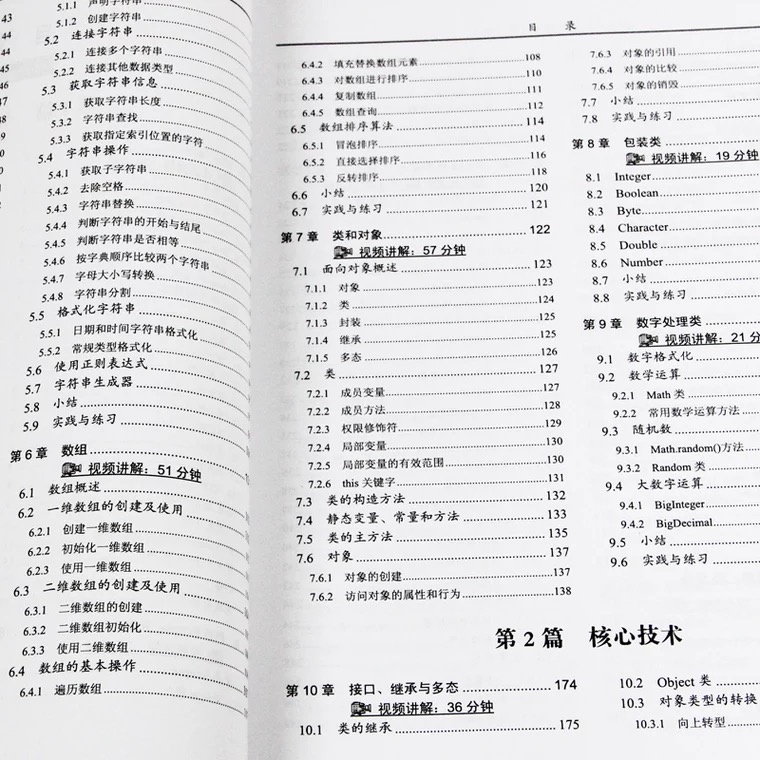 43
5.1.1 声明字符串
44
5.1.2 创建字符串
44
5.2 连接字符串
45
5.2.1 连接多个字符串
46
5.2.2 连接其他数据类型
5.3 获取字符串信息
5.3.1 获取字符串长度
5.3.2 字符串查找
5.3.3 获取指定索引位置的字符
5.4 字符串操作
5.4.1 获取子字符串
5.4.2 去除空格
5.4.3 字符串替换
5.4.4 判断字符串的开始与结尾
5.4.5 判断字符串是否相等
5.4.6 按字典顺序比较两个字符串
5.4.7 字母大小写转换
5.4.8 字符串分割
5.5 格式化字符串
5.5.1 日期和时间字符串格式化
5.5.2 常规类型格式化
5.6 使用正则表达式
5.7 字符串生成器
5.8 小结
5.9 实践与练习
第 6 章 数组
视频讲解：51 分钟
6.1 数组概述
6.2 一维数组的创建及使用
6.2.1 创建一维数组
6.2.2 初始化一维数组
6.2.3 使用一维数组
6.3 二维数组的创建及使用
6.3.1 二维数组的创建
6.3.2 二维数组初始化
6.3.3 使用二维数组
6.4 数组的基本操作
6.4.1 遍历数组
目 录
6.4.2 填充替换数组元素 108
6.4.3 对数组进行排序 110
6.4.4 复制数组 111
6.4.5 数组查询 112
6.5 数组排序算法 114
6.5.1 冒泡排序 114
6.5.2 直接选择排序 116
6.5.3 反转排序 118
6.6 小结 120
6.7 实践与练习 121
第 7 章 类和对象 122
视频讲解：57 分钟
7.1 面向对象概述 123
7.1.1 对象 123
7.1.2 类 124
7.1.3 封装 125
7.1.4 继承 125
7.1.5 多态 126
7.2 类 127
7.2.1 成员变量 127
7.2.2 成员方法 128
7.2.3 权限修饰符 129
7.2.4 局部变量 130
7.2.5 局部变量的有效范围 130
7.2.6 this 关键字 131
7.3 类的构造方法 132
7.4 静态变量、常量和方法 133
7.5 类的主方法 135
7.6 对象 137
7.6.1 对象的创建 137
7.6.2 访问对象的属性和行为 138
7.6.3 对象的引用
7.6.4 对象的比较
7.6.5 对象的销毁
7.7 小结
7.8 实践与练习
第 8 章 包装类
视频讲解：19 分钟
8.1 Integer
8.2 Boolean
8.3 Byte
8.4 Character
8.5 Double
8.6 Number
8.7 小结
8.8 实践与练习
第 9 章 数字处理类
视频讲解：21 分
9.1 数字格式化
9.2 数学运算
9.2.1 Math 类
9.2.2 常用数学运算方法
9.3 随机数
9.3.1 Math.random()方法
9.3.2 Random 类
9.4 大数字运算
9.4.1 BigInteger
9.4.2 BigDecimal
9.5 小结
9.6 实践与练习
第 2 篇 核心技术
第 10 章 接口、继承与多态 174
视频讲解：36 分钟
10.1 类的继承 175
10.2 Object 类
10.3 对象类型的转换
10.3.1 向上转型